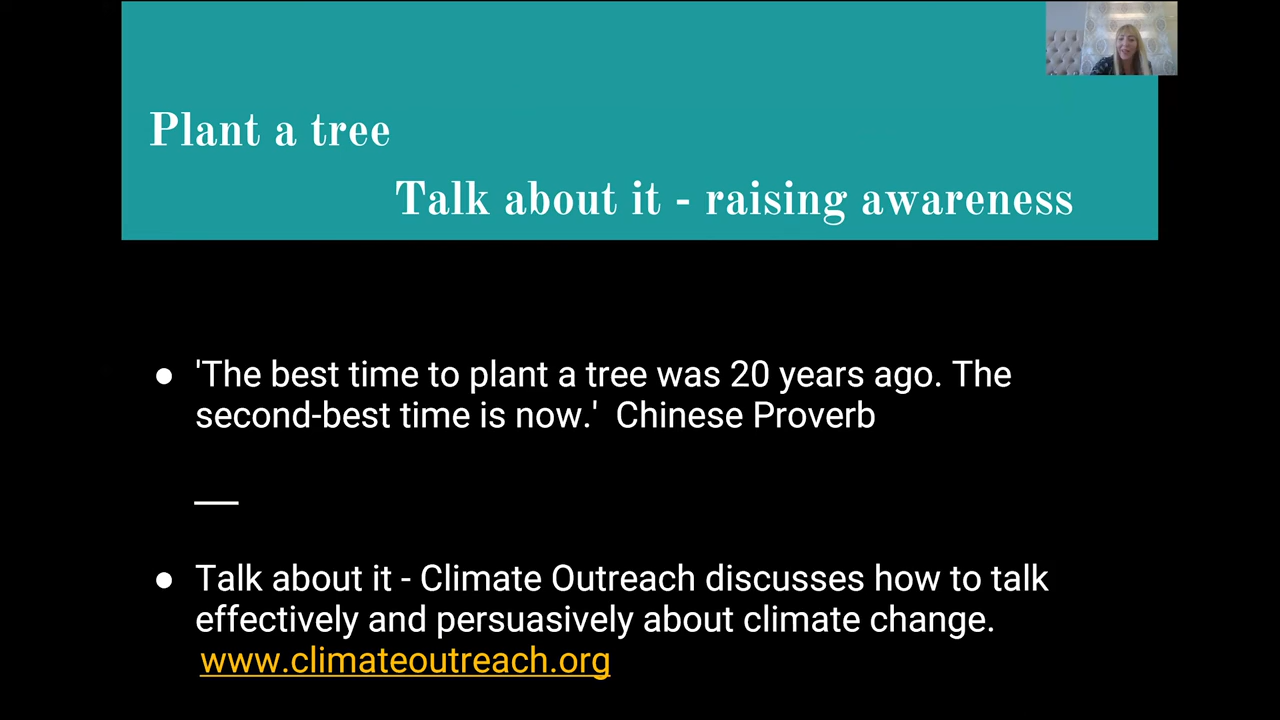 Plant a tree
Talk about it - raising awareness
● 'The best time to plant a tree was 20 years ago. The
second-best time is now.'  Chinese Proverb
● Talk about it - Climate Outreach discusses how to talk
effectively and persuasively about climate change.
www.climateoutreach.org